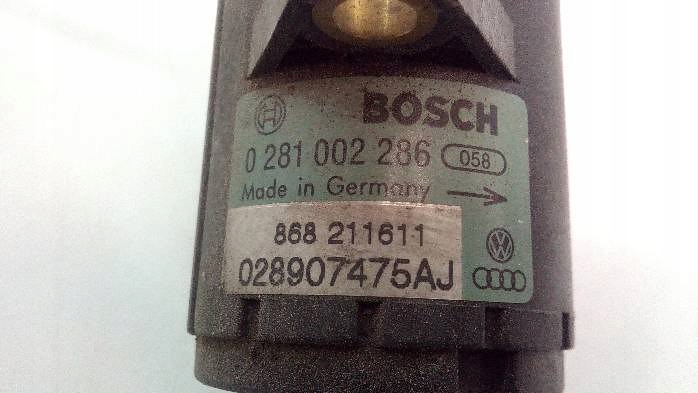 BOSCH
0 281 002 286 058
Made in Germany
868 211611
028907475AJ